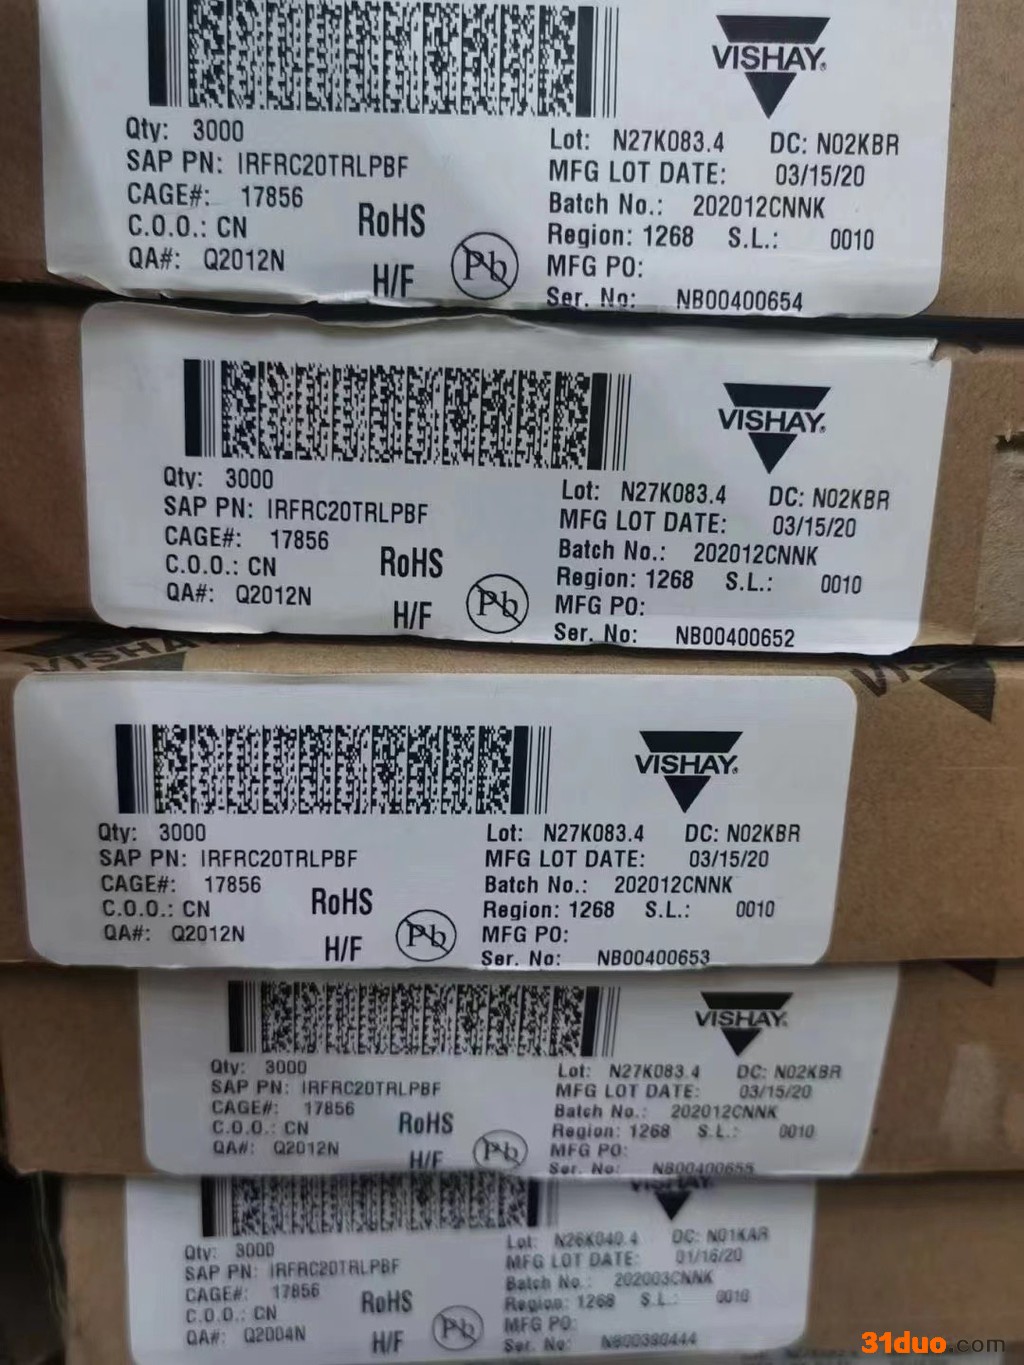 VISHAY.
Qty: 3000
SAP PN: IRFRC20TRLPBF
CAGE#: 17856
C.O.O.: CN
QA#: Q2012N
RoHS
H/F
Pb
Lot: N27K083.4 DC: N02KBR
MFG LOT DATE: 03/15/20
Batch No.: 202012CNNK
Region: 1268 S.L.: 0010
MFG PO:
Ser. No: NB00400654
VISHAY.
Qty: 3000
SAP PN: IRFRC20TRLPBF
CAGE#: 17856
C.O.O.: CN
QA#: Q2012N
RoHS
H/F
Pb
Lot: N27K083.4 DC: N02KBR
MFG LOT DATE: 03/15/20
Batch No.: 202012CNNK
Region: 1268 S.L.: 0010
MFG PO:
Ser. No: NB00400652
VISHAY
VISHAY.
Qty: 3000
SAP PN: IRFRC20TRLPBF
CAGE#: 17856
C.O.O.: CN
QA#: Q2012N
RoHS
H/F
Pb
Lot: N27K083.4 DC: N02KBR
MFG LOT DATE: 03/15/20
Batch No.: 202012CNNK
Region: 1268 S.L.: 0010
MFG PO:
Ser. No: NB00400653
VISHAY.
Qty: 3000
SAP PN: IRFRC20TRLPBF
CAGE#: 17856
C.O.O.: CN
QA#: Q2012N
RoHS
H/F
Pb
Lot: N27K083.4 DC: N02KBR
MFG LOT DATE: 03/15/20
Batch No.: 202012CNNK
Region: 1268 S.L.: 0010
MFG PO:
Ser. No: NB00400655
VISHAY
Qty: 3000
SAP PN: IRFRC20TRLPBF
CAGE#: 17856
C.O.O.: CN
QA#: Q2004N
RoHS
H/F
Pb
Lot: N26K040.4 DC: N01KAR
MFG LOT DATE: 01/16/20
Batch No.: 202003CNNK
Region: 1268 S.L.: 0010
MFG PO:
Ser. No: NB00380444
31duo.com